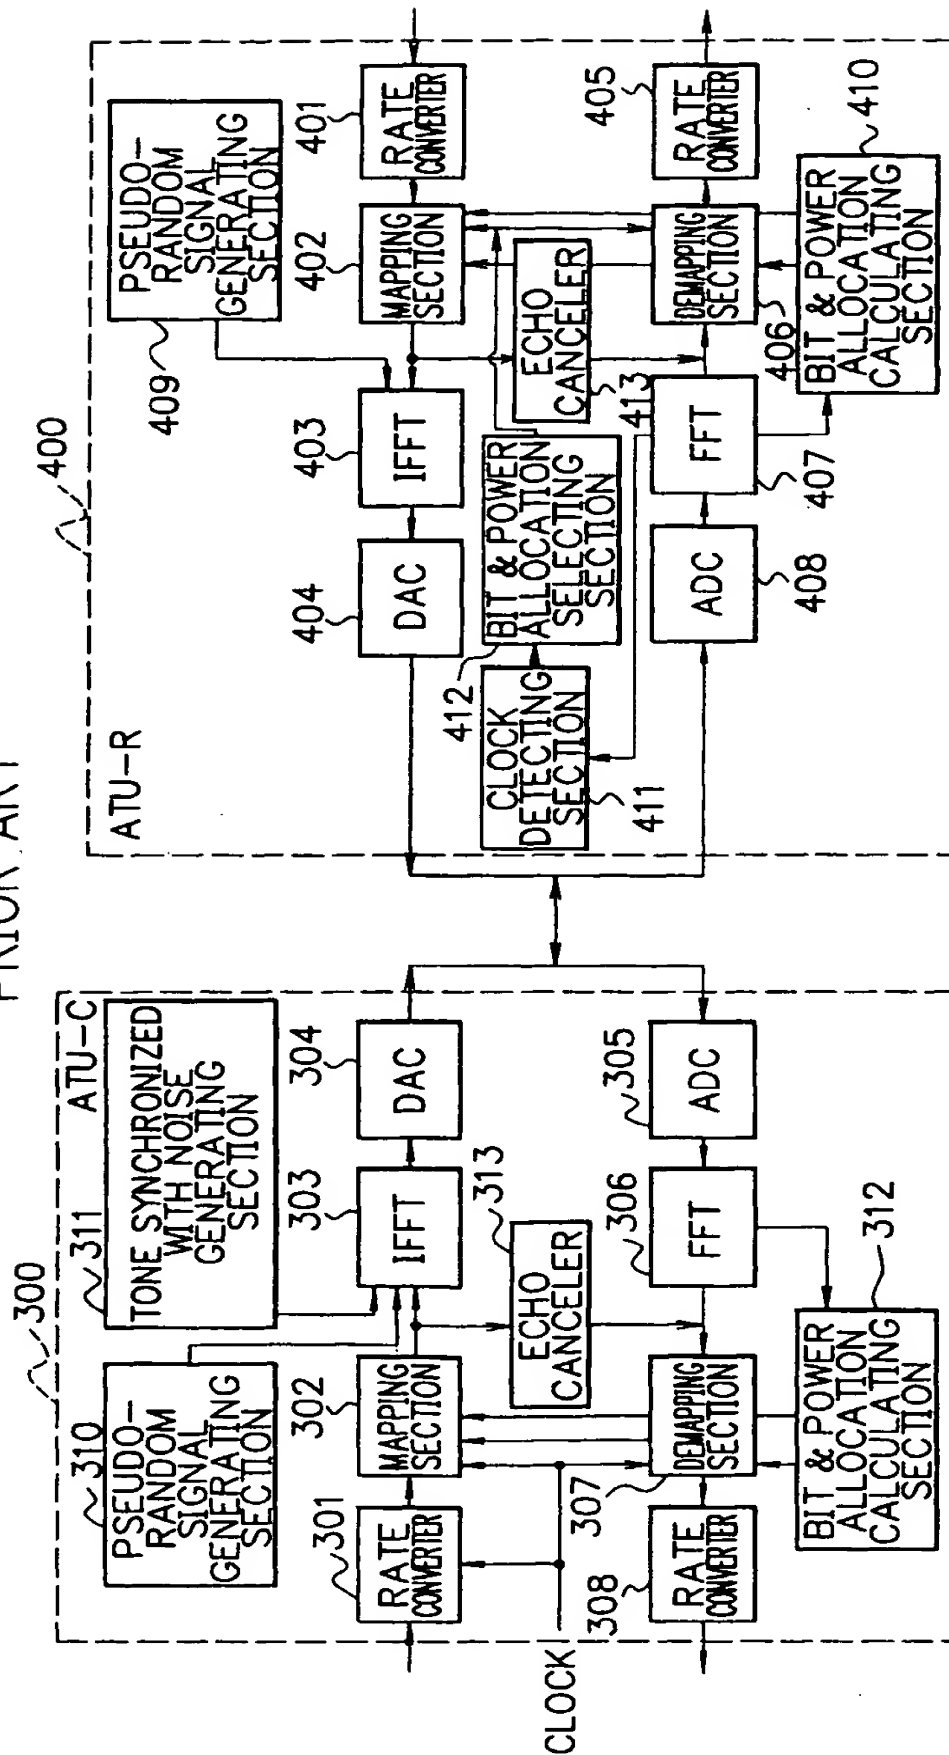 PRIOR ART
300
ATU-C
310
PSEUDO-
RANDOM
SIGNAL
GENERATING
SECTION
311
TONE SYNCHRONIZED
WITH NOISE
GENERATING
SECTION
301
RATE
CONVERTER
302
MAPPING
SECTION
303
IFFT
304
DAC
313
ECHO
CANCELER
CLOCK
308
RATE
CONVERTER
307
DEMAPPING
SECTION
306
FFT
305
ADC
312
BIT & POWER
ALLOCATION
CALCULATING
SECTION
400
ATU-R
409
PSEUDO-
RANDOM
SIGNAL
GENERATING
SECTION
404
DAC
403
IFFT
402
MAPPING
SECTION
401
RATE
CONVERTER
412
BIT & POWER
ALLOCATION
SELECTING
SECTION
CLOCK
DETECTING
SECTION
411
ECHO
CANCELER
413
408
ADC
407
FFT
406
DEMAPPING
SECTION
405
RATE
CONVERTER
410
BIT & POWER
ALLOCATION
CALCULATING
SECTION